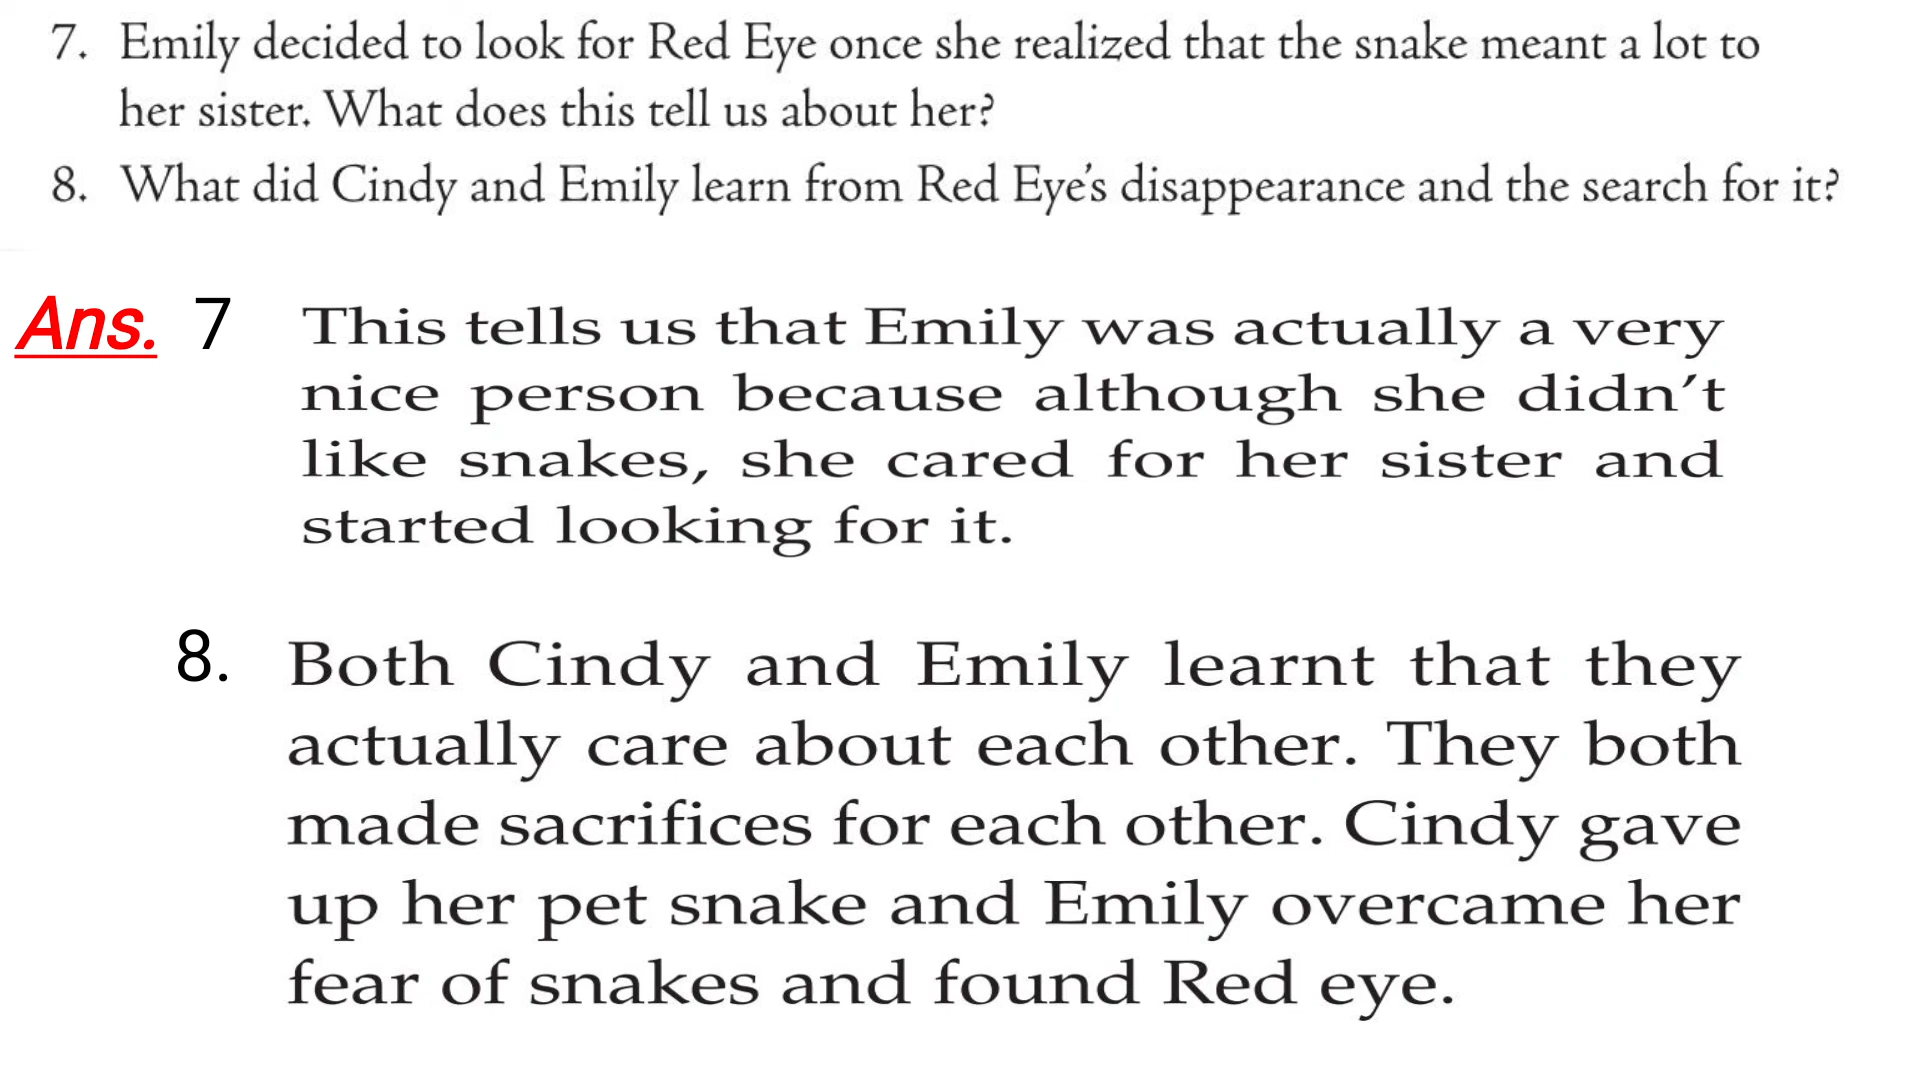 7. Emily decided to look for Red Eye once she realized that the snake meant a lot to
her sister. What does this tell us about her?
8. What did Cindy and Emily learn from Red Eye's disappearance and the search for it?
Ans. 7 This tells us that Emily was actually a very
nice person because although she didn't
like snakes, she cared for her sister and
started looking for it.
8. Both Cindy and Emily learnt that they
actually care about each other. They both
made sacrifices for each other. Cindy gave
up her pet snake and Emily overcame her
fear of snakes and found Red eye.